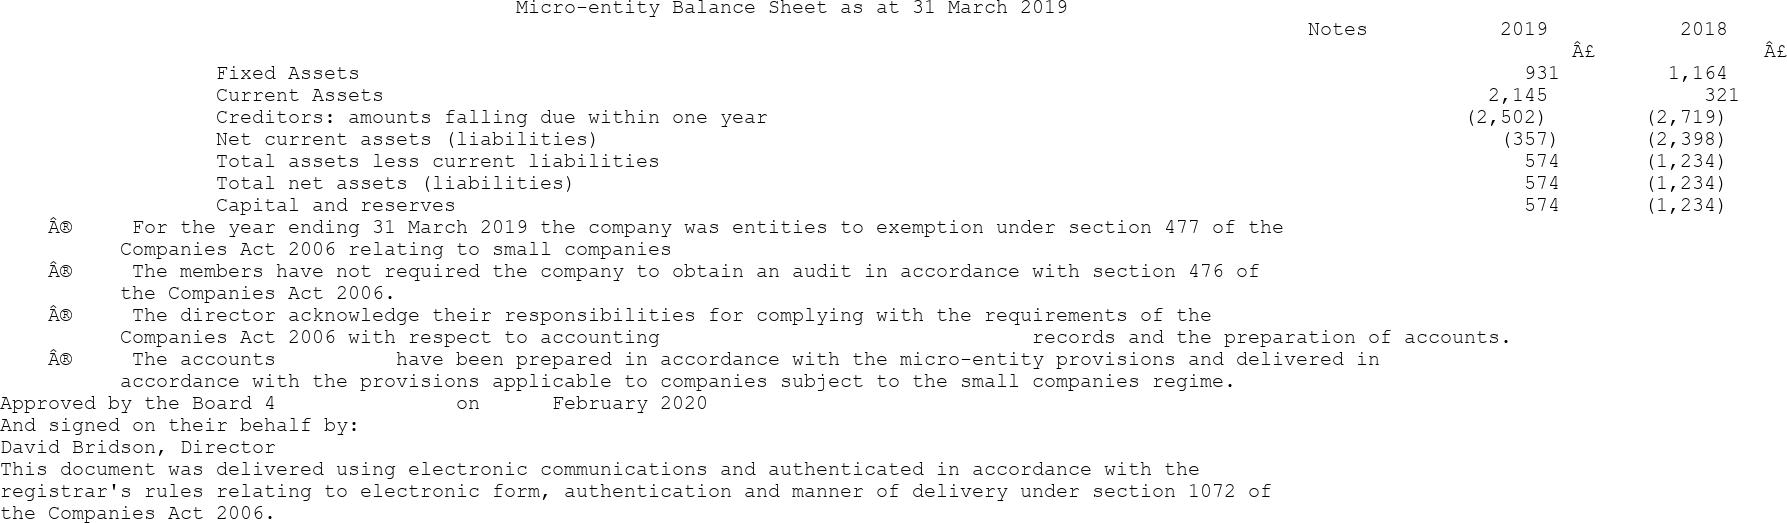 Micro-entity Balance Sheet as at 31 March 2019
Notes 2019 2018
Â£ Â£
Fixed Assets 931 1,164
Current Assets 2,145 321
Creditors: amounts falling due within one year (2,502) (2,719)
Net current assets (liabilities) (357) (2,398)
Total assets less current liabilities 574 (1,234)
Total net assets (liabilities) 574 (1,234)
Capital and reserves 574 (1,234)
Â® For the year ending 31 March 2019 the company was entities to exemption under section 477 of the
Companies Act 2006 relating to small companies
Â® The members have not required the company to obtain an audit in accordance with section 476 of
the Companies Act 2006.
Â® The director acknowledge their responsibilities for complying with the requirements of the
Companies Act 2006 with respect to accounting records and the preparation of accounts.
Â® The accounts have been prepared in accordance with the micro-entity provisions and delivered in
accordance with the provisions applicable to companies subject to the small companies regime.
Approved by the Board 4 on February 2020
And signed on their behalf by:
David Bridson, Director
This document was delivered using electronic communications and authenticated in accordance with the
registrar's rules relating to electronic form, authentication and manner of delivery under section 1072 of
the Companies Act 2006.